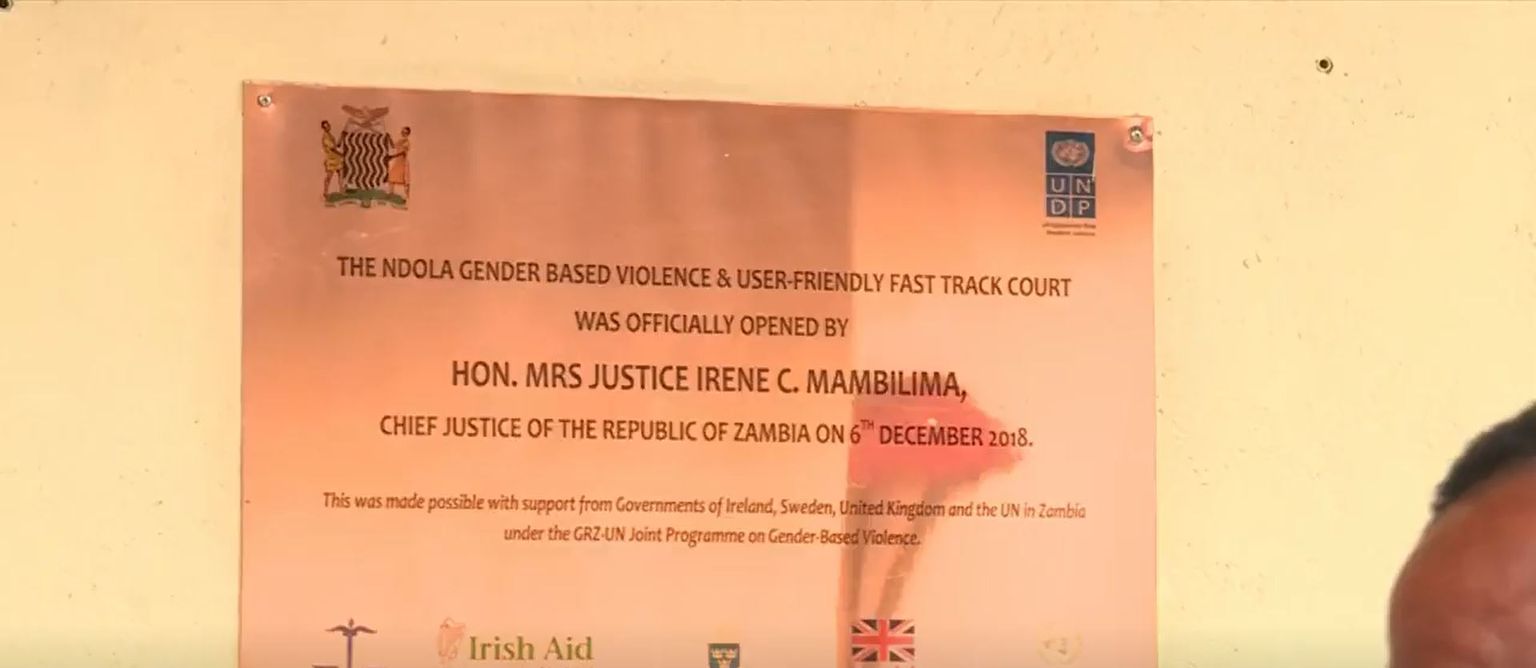 UN
DP
THE NDOLA GENDER BASED VIOLENCE & USER-FRIENDLY FAST TRACK COURT
WAS OFFICIALLY OPENED BY
HON. MRS JUSTICE IRENE C. MAMBILIMA,
CHIEF JUSTICE OF THE REPUBLIC OF ZAMBIA ON 6TH DECEMBER 2018.
This was made possible with support from Governments of Ireland, Sweden, United Kingdom and the UN in Zambia
under the GRZ-UN Joint Programme on Gender-Based Violence.
Irish Aid